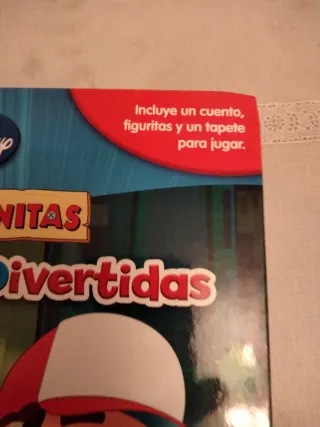 Incluye un cuento,
figuritas y un tapete
para jugar.
NITAS
Divertidas